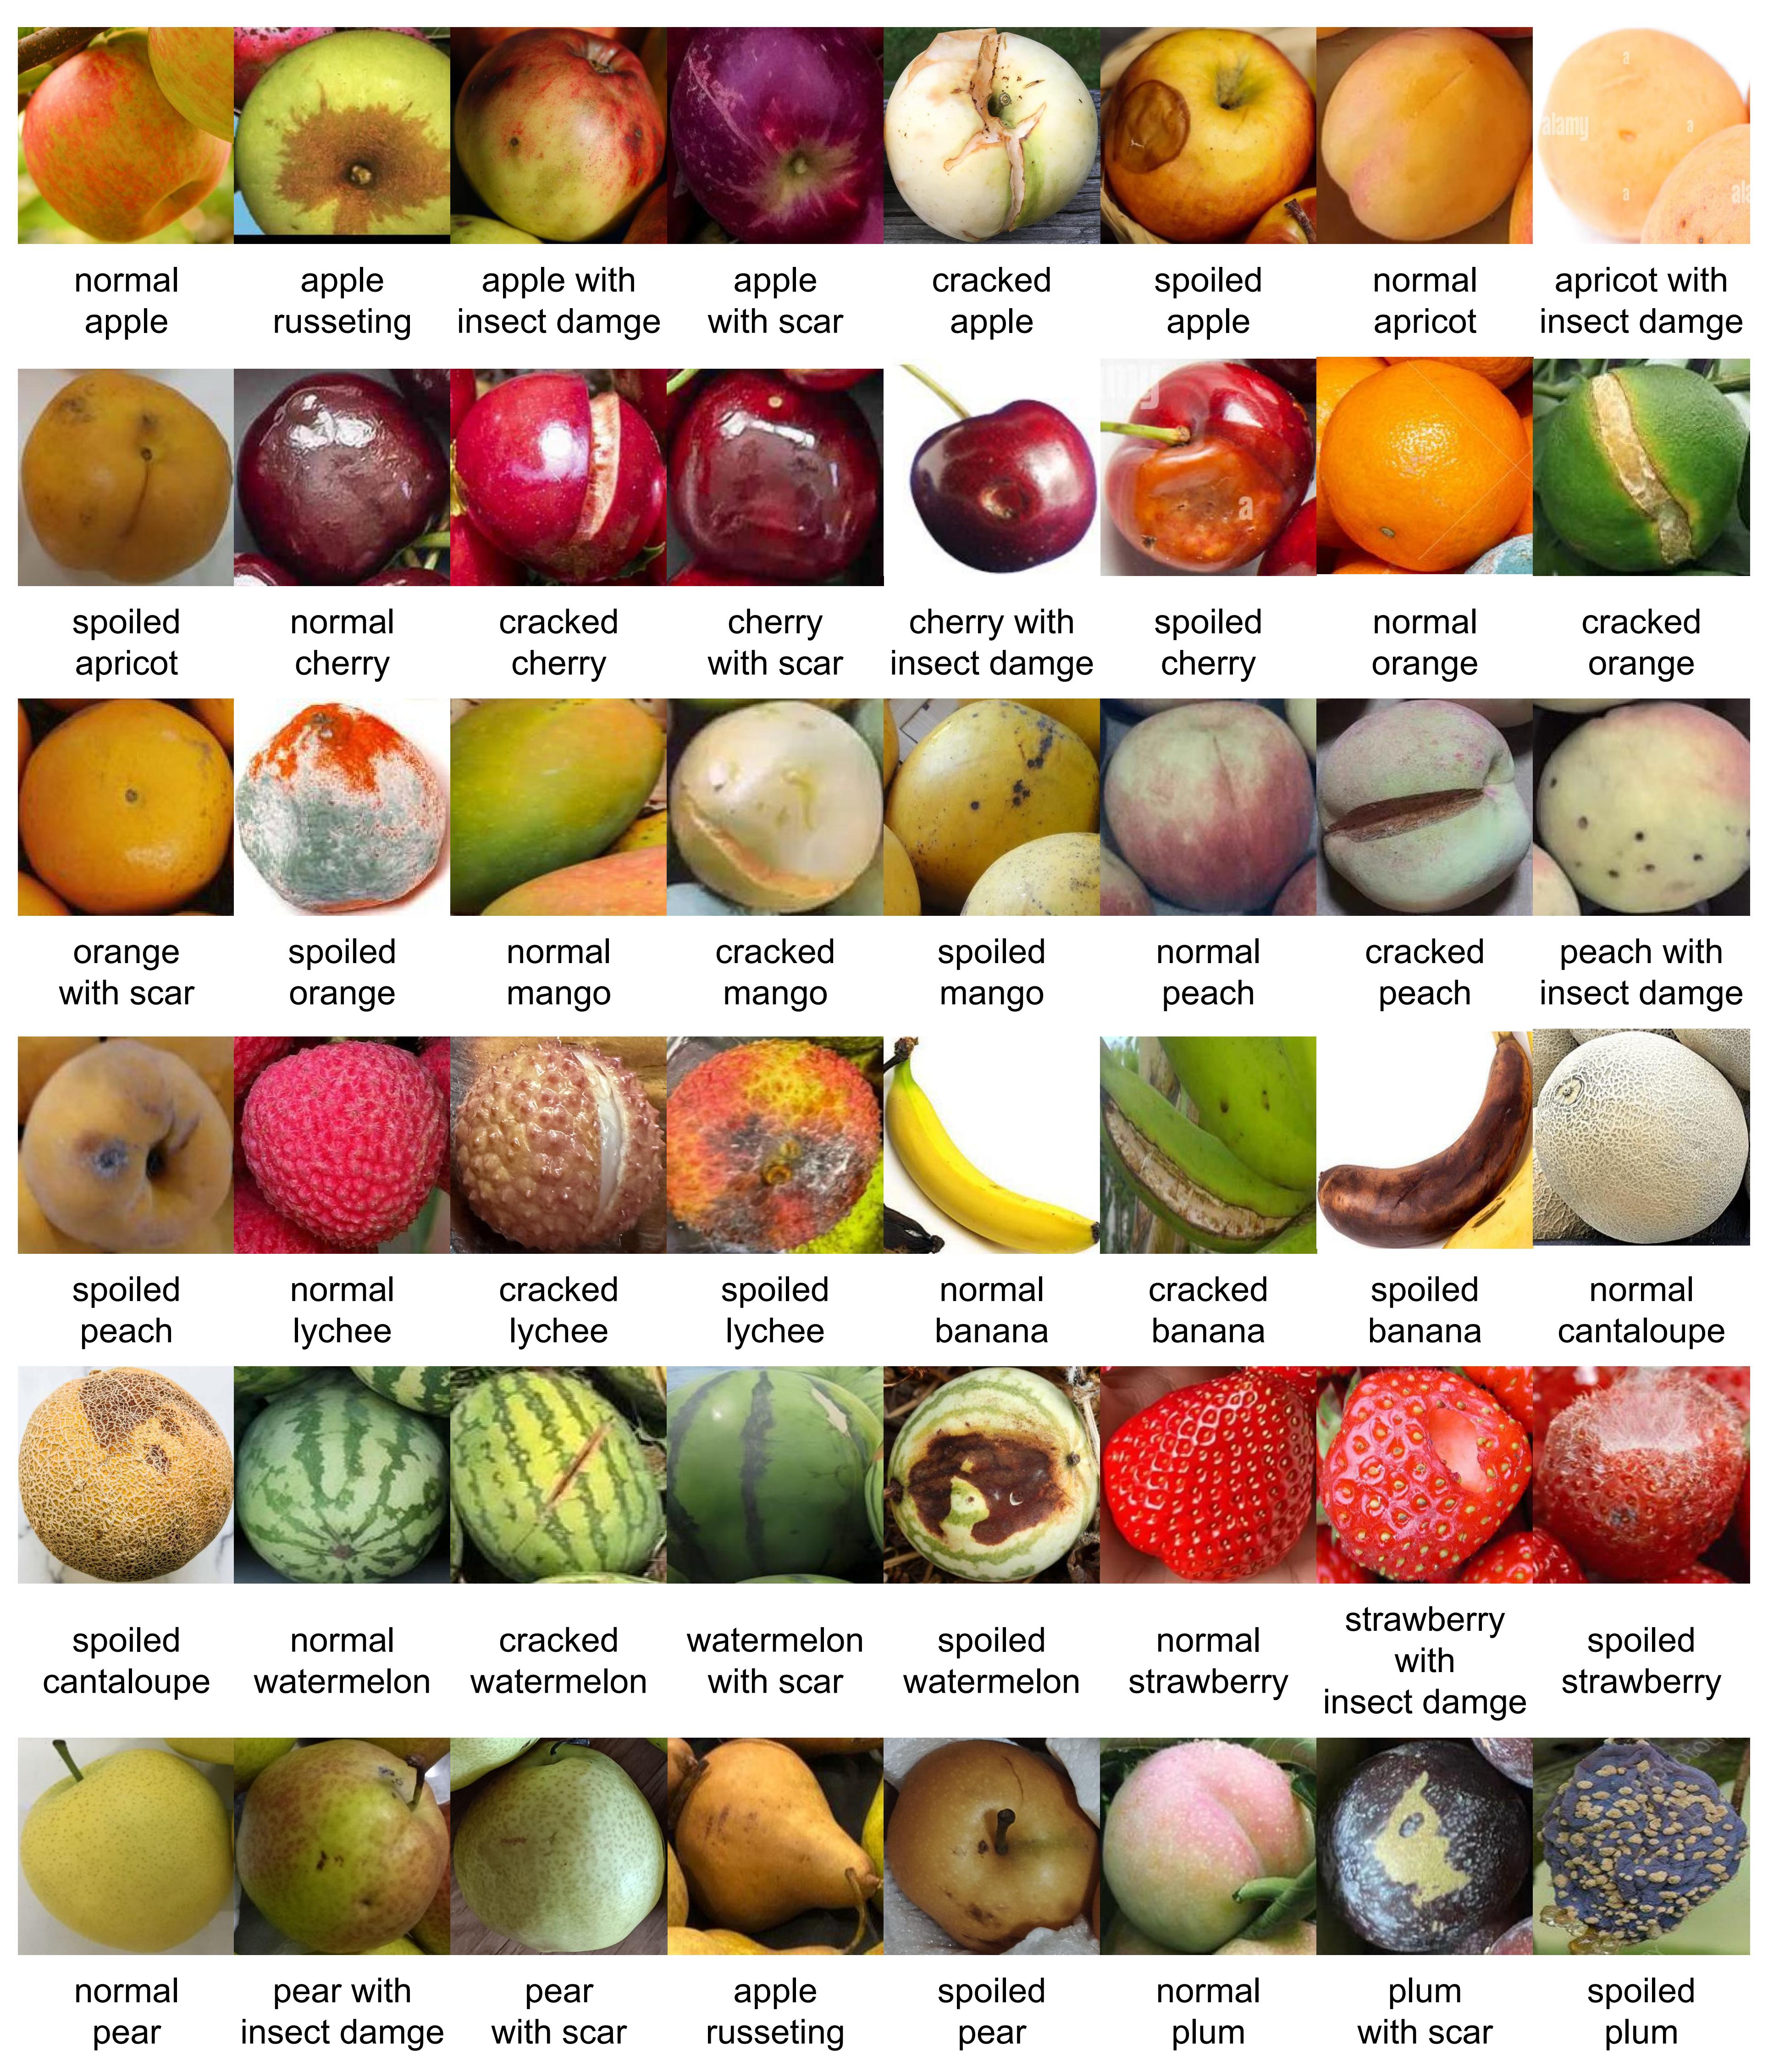 a
alamy
a
a
ala
normal apple
apple russeting
apple with insect damge
apple with scar
cracked apple
spoiled apple
normal apricot
apricot with insect damge
amy
a
spoiled apricot
normal cherry
cracked cherry
cherry with scar
cherry with insect damge
spoiled cherry
normal orange
cracked orange
orange with scar
spoiled orange
normal mango
cracked mango
spoiled mango
normal peach
cracked peach
peach with insect damge
spoiled peach
normal lychee
cracked lychee
spoiled lychee
normal banana
cracked banana
spoiled banana
normal cantaloupe
spoiled cantaloupe
normal watermelon
cracked watermelon
watermelon with scar
spoiled watermelon
normal strawberry
strawberry with insect damge
spoiled strawberry
normal pear
pear with insect damge
pear with scar
apple russeting
spoiled pear
normal plum
plum with scar
spoiled plum